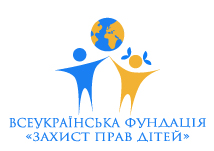 ВСЕУКРАЇНСЬКА ФУНДАЦІЯ
«ЗАХИСТ ПРАВ ДІТЕЙ»